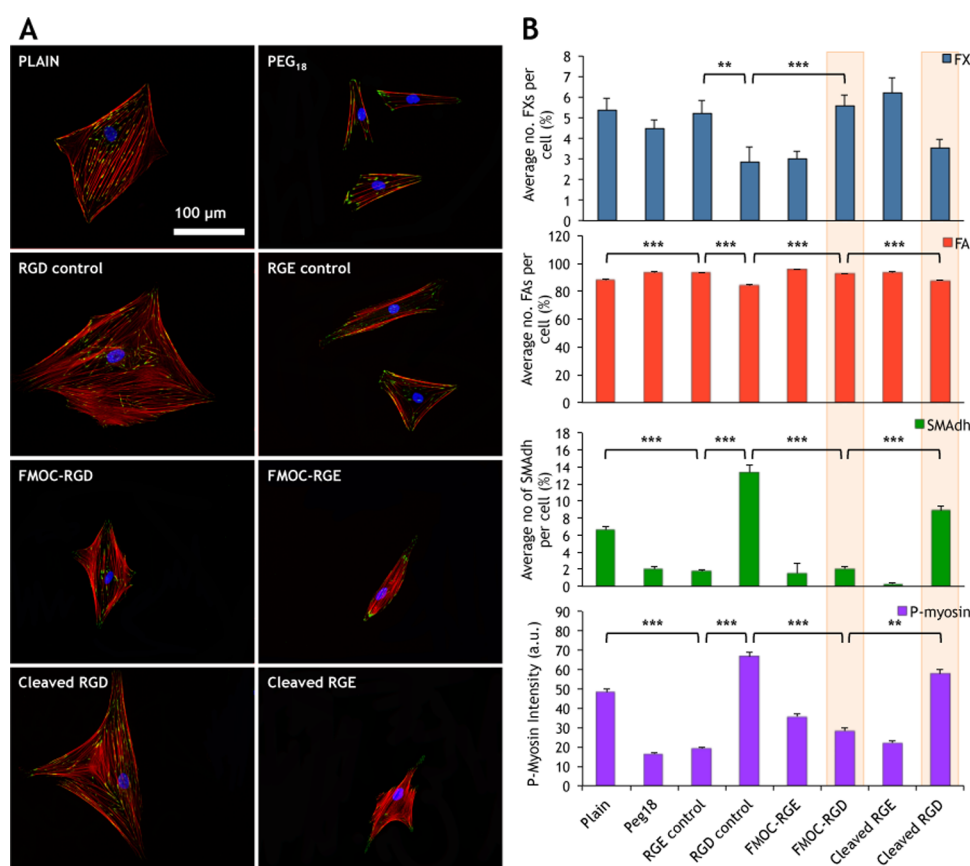 A
PLAIN
PEG18
100 µm
RGD control
RGE control
FMOC-RGD
FMOC-RGE
Cleaved RGD
Cleaved RGE
B
FX
Average no. FXs per
cell (%)
8
7
6
5
4
3
2
1
0
**
***
FA
Average no. FAs per
cell (%)
120
100
80
60
40
20
0
***
***
***
***
SMAdh
Average no of SMAdh
per cell (%)
18
16
14
12
10
8
6
4
2
0
***
***
***
***
P-myosin
P-Myosin Intensity (a.u.)
90
80
70
60
50
40
30
20
10
0
***
***
***
**
Plain
Peg18
RGE control
RGD control
FMOC-RGE
FMOC-RGD
Cleaved RGE
Cleaved RGD